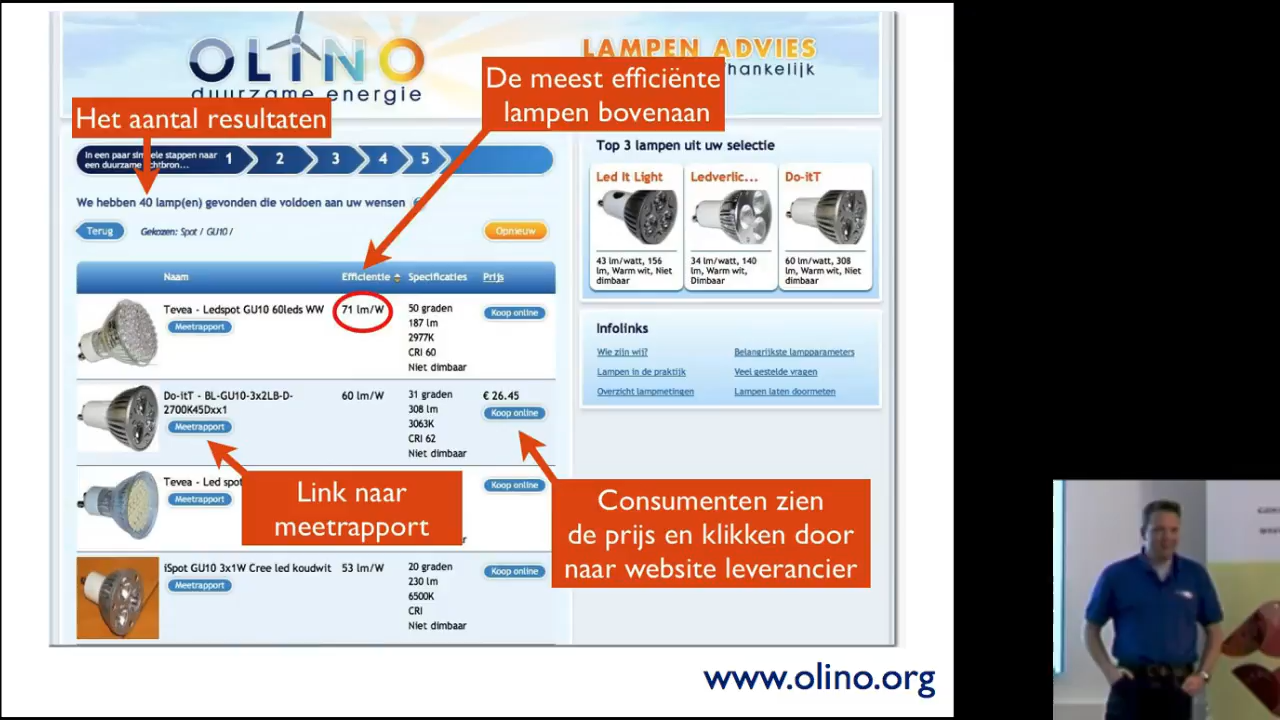 OLINO
duurzame energie
LAMPEN ADVIES
hankelijk
De meest efficiënte
lampen bovenaan
Het aantal resultaten
In een paar
le stappen naar
een duurzame
chtbron...
1 2 3 4 5
We hebben 40 lamp(en) gevonden die voldoen aan uw wensen
Terug
Gekozen: Spot / GU10 /
Opnieuw
Naam Efficientie Specificaties Prijs
Tevea - Ledspot GU10 60leds WW
Meetrapport
71 lm/W
50 graden
187 lm
2977K
CRI 60
Niet dimbaar
Koop online
Do-itT - BL-GU10-3x2LB-D-
2700K45Dxx1
Meetrapport
60 lm/W
31 graden
308 lm
3063K
CRI 62
Niet dimbaar
€ 26.45
Koop online
Tevea - Led spot
Meetrapport
Koop online
iSpot GU10 3x1W Cree led koudwit
Meetrapport
53 lm/W
20 graden
230 lm
6500K
CRI
Niet dimbaar
Koop online
Link naar
meetrapport
Consumenten zien
de prijs en klikken door
naar website leverancier
Top 3 lampen uit uw selectie
Led It Light
43 lm/watt, 156
lm, Warm wit, Niet
dimbaar
Ledverlic...
34 lm/watt, 140
lm, Warm wit,
Dimbaar
Do-itT
60 lm/watt, 308
lm, Warm wit, Niet
dimbaar
Infolinks
Wie zijn wij?
Lampen in de praktijk
Overzicht lampmetingen
Belangrijkste lampparameters
Veel gestelde vragen
Lampen laten doormeten
www.olino.org